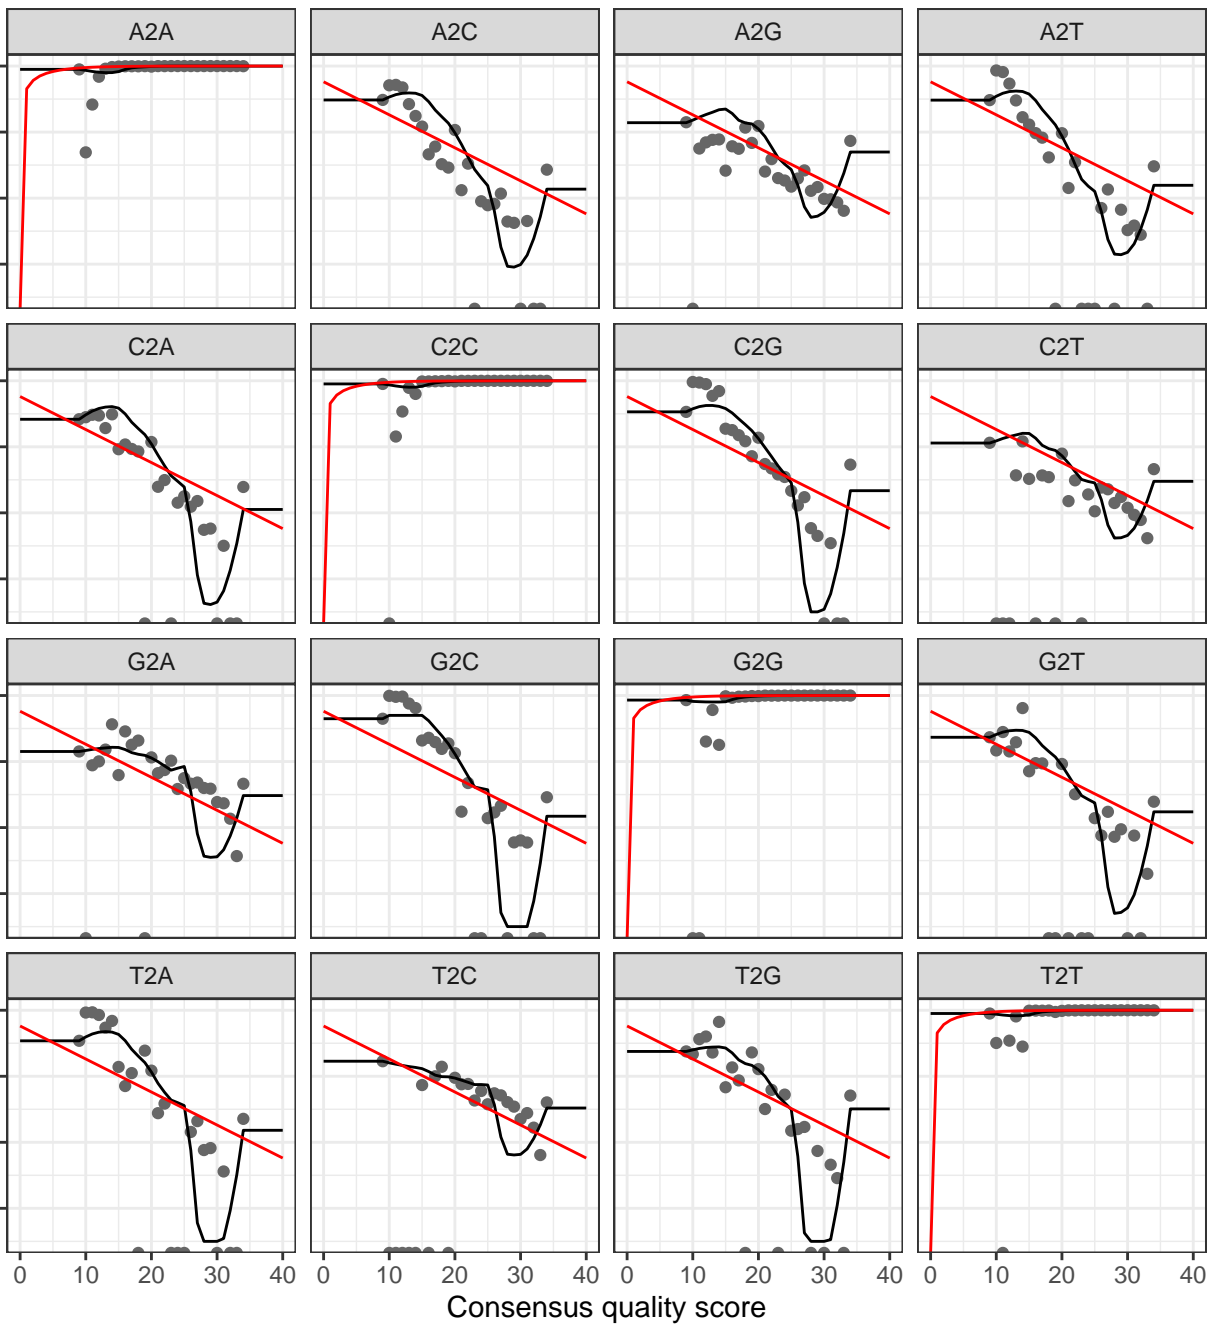 A2A A2C A2G A2T
C2A C2C C2G C2T
G2A G2C G2G G2T
T2A T2C T2G T2T
0 10 20 30 40 0 10 20 30 40 0 10 20 30 40 0 10 20 30 40
Consensus quality score